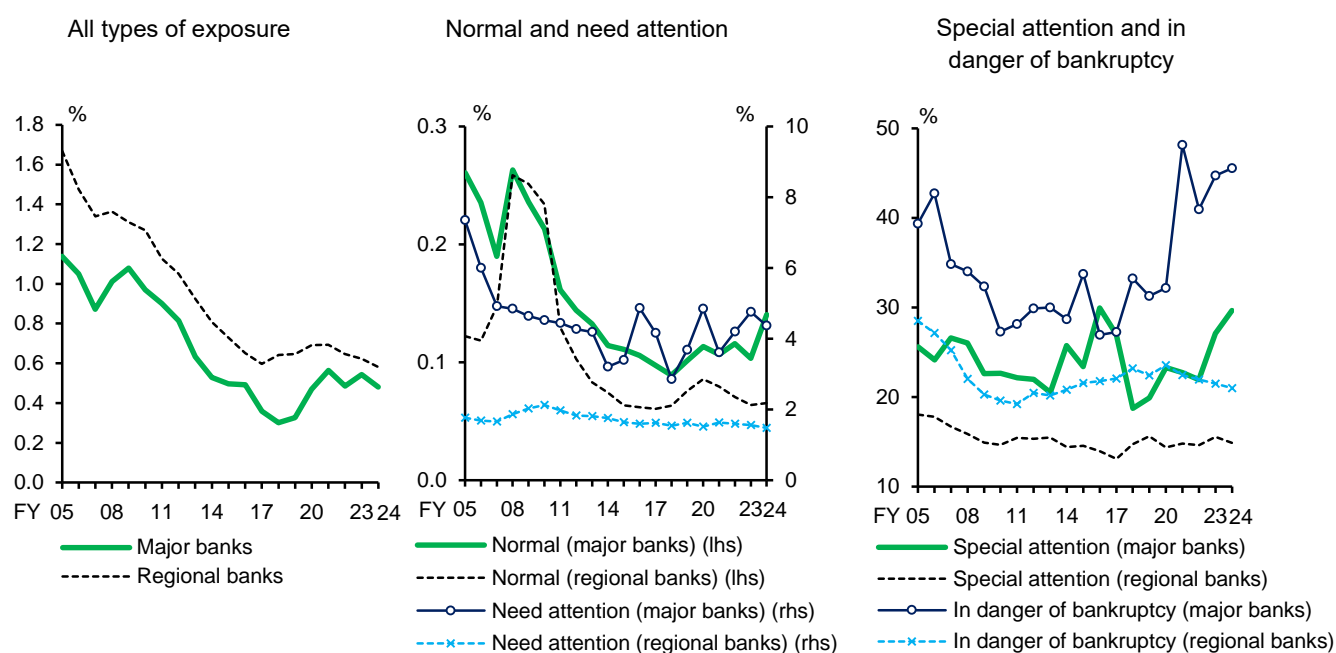 All types of exposure
%
1.8
1.6
1.4
1.2
1.0
0.8
0.6
0.4
0.2
0.0
FY 05 08 11 14 17 20 23 24
Major banks
Regional banks
Normal and need attention
% %
0.3
0.2
0.1
0.0
10
8
6
4
2
0
FY 05 08 11 14 17 20 23 24
Normal (major banks) (lhs)
Normal (regional banks) (lhs)
Need attention (major banks) (rhs)
Need attention (regional banks) (rhs)
Special attention and in
danger of bankruptcy
%
50
40
30
20
10
FY 05 08 11 14 17 20 23 24
Special attention (major banks)
Special attention (regional banks)
In danger of bankruptcy (major banks)
In danger of bankruptcy (regional banks)